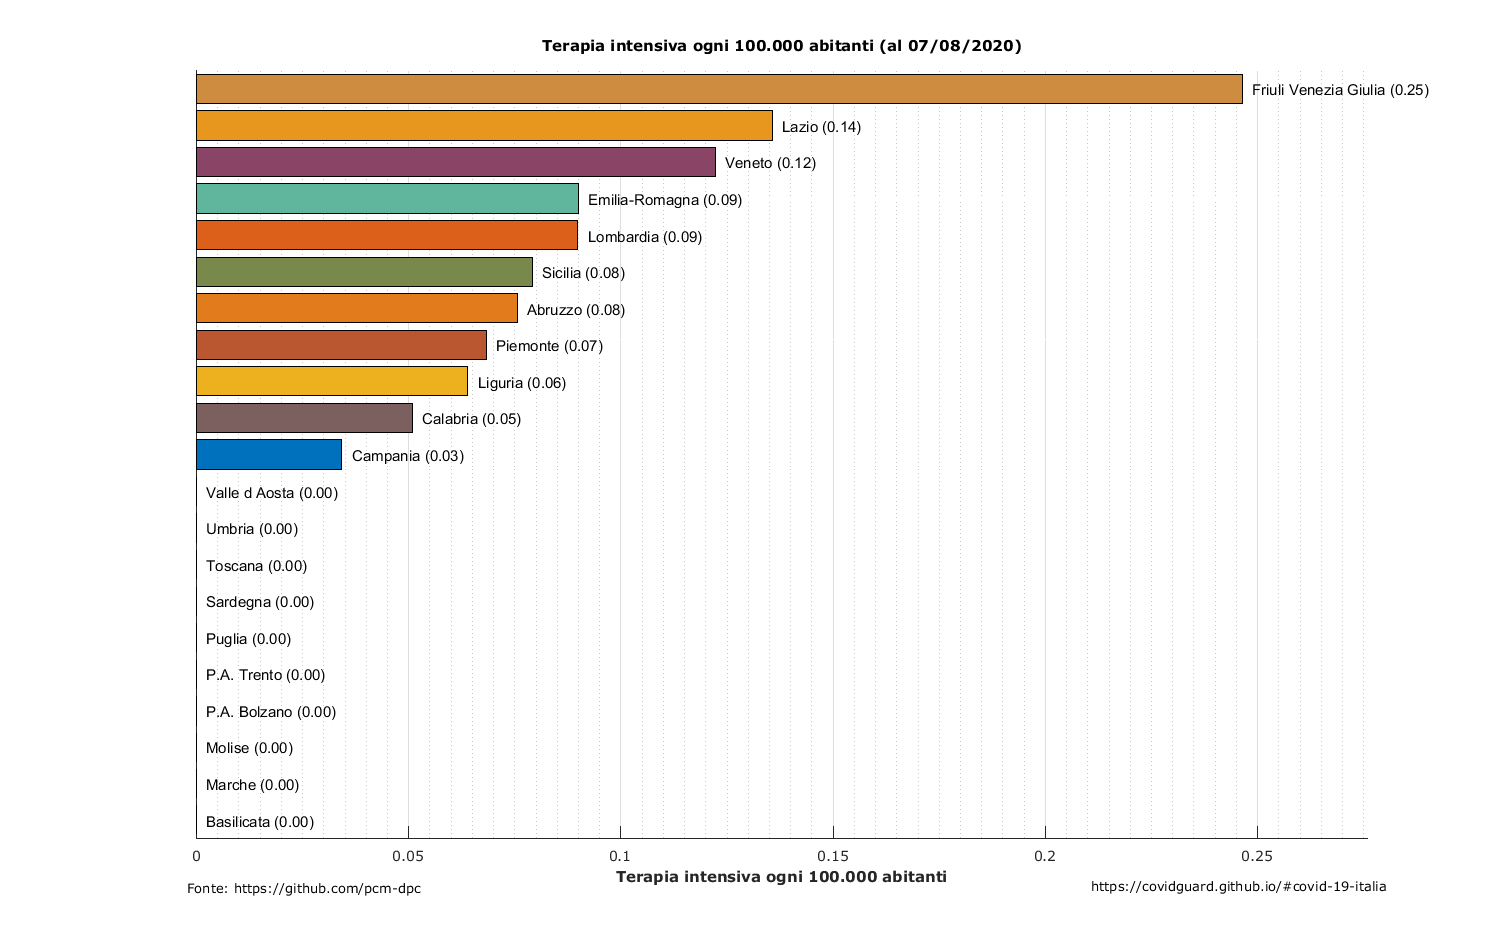 Terapia intensiva ogni 100.000 abitanti (al 07/08/2020)
Friuli Venezia Giulia (0.25)
Lazio (0.14)
Veneto (0.12)
Emilia-Romagna (0.09)
Lombardia (0.09)
Sicilia (0.08)
Abruzzo (0.08)
Piemonte (0.07)
Liguria (0.06)
Calabria (0.05)
Campania (0.03)
Valle d Aosta (0.00)
Umbria (0.00)
Toscana (0.00)
Sardegna (0.00)
Puglia (0.00)
P.A. Trento (0.00)
P.A. Bolzano (0.00)
Molise (0.00)
Marche (0.00)
Basilicata (0.00)
0 0.05 0.1 0.15 0.2 0.25
Terapia intensiva ogni 100.000 abitanti
Fonte: https://github.com/pcm-dpc
https://covidguard.github.io/#covid-19-italia